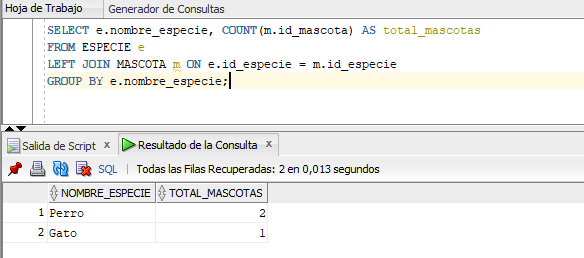 Hoja de Trabajo Generador de Consultas
SELECT e.nombre_especie, COUNT(m.id_mascota) AS total_mascotas
FROM ESPECIE e
LEFT JOIN MASCOTA m ON e.id_especie = m.id_especie
GROUP BY e.nombre_especie;
Salida de Script x Resultado de la Consulta x
SQL | Todas las Filas Recuperadas: 2 en 0,013 segundos
NOMBRE_ESPECIE TOTAL_MASCOTAS
1 Perro 2
2 Gato 1